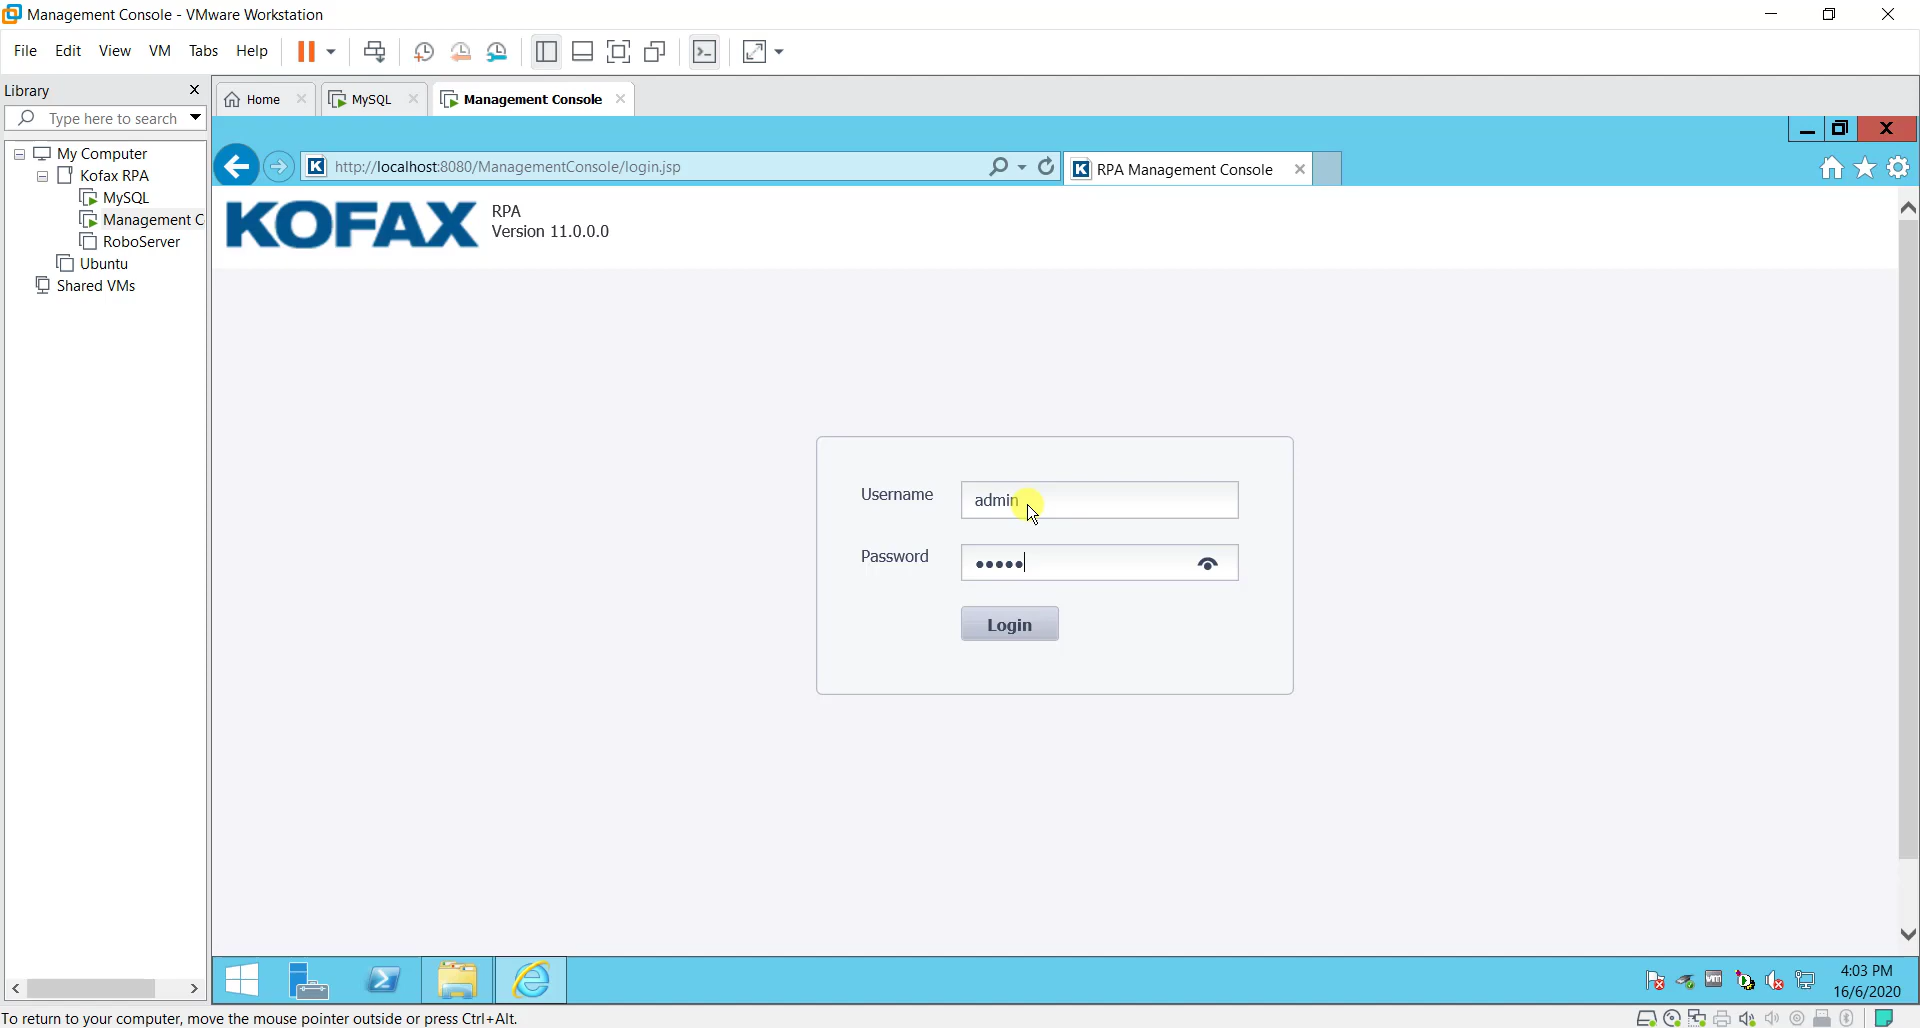 Management Console - VMware Workstation
File Edit View VM Tabs Help
Library
Type here to search
My Computer
Kofax RPA
MySQL
Management C
RoboServer
Ubuntu
Shared VMs
Home MySQL Management Console
http://localhost:8080/ManagementConsole/login.jsp RPA Management Console
KOFAX
RPA
Version 11.0.0.0
Username admin
Password •••••
Login
4:03 PM
16/6/2020
To return to your computer, move the mouse pointer outside or press Ctrl+Alt.